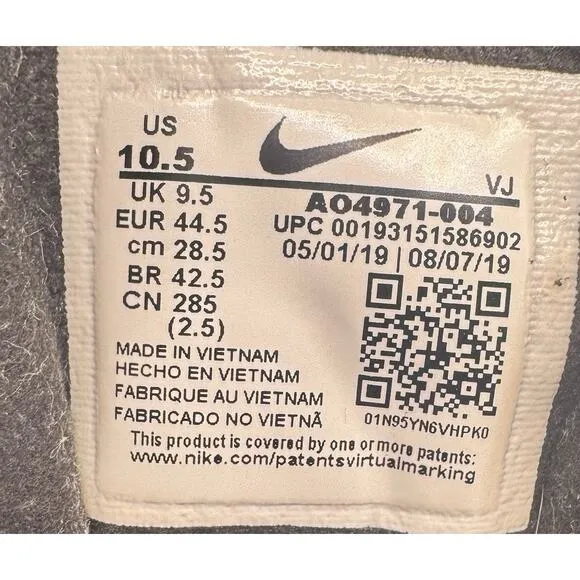 US
10.5
UK 9.5
EUR 44.5
cm 28.5
BR 42.5
CN 285
(2.5)
VJ
AO4971-004
UPC 00193151586902
05/01/19 | 08/07/19
01N95YN6VHPK0
MADE IN VIETNAM
HECHO EN VIETNAM
FABRIQUE AU VIETNAM
FABRICADO NO VIETNÃ
This product is covered by one or more patents:
www.nike.com/patentsvirtualmarking